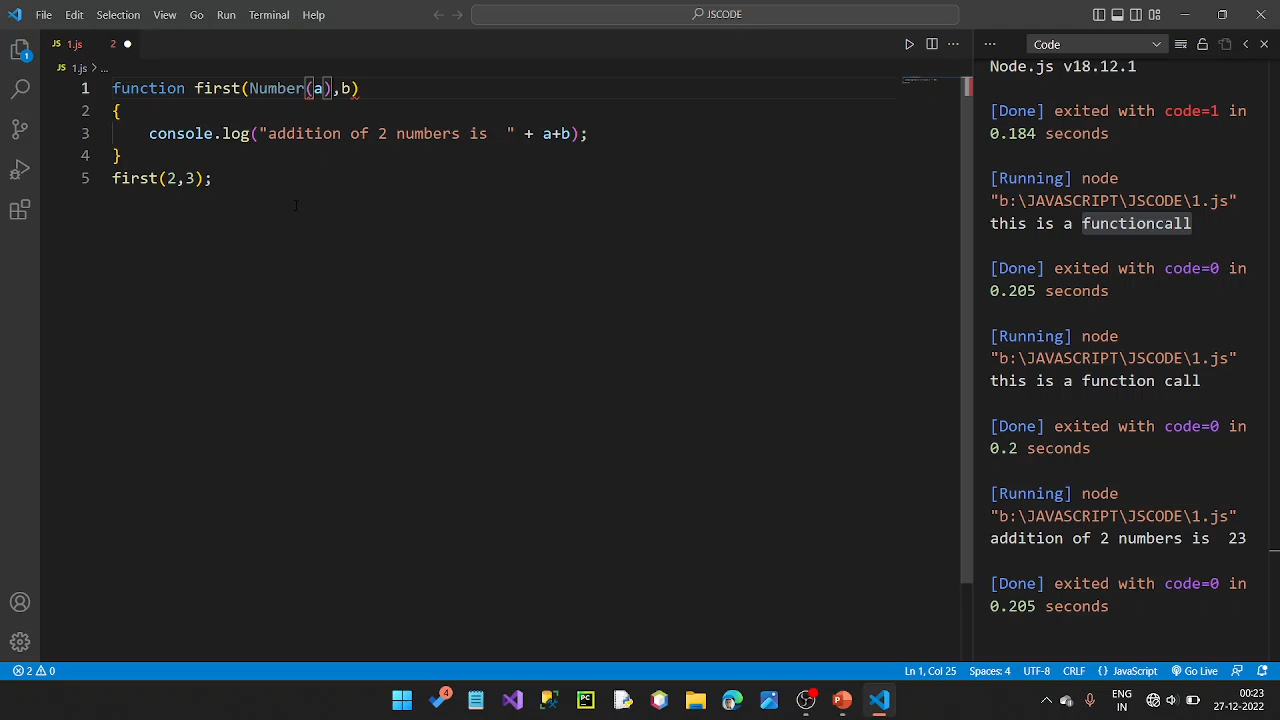 File Edit Selection View Go Run Terminal Help
JSCODE
JS 1.js 2
JS 1.js > ...
1 function first(Number(a),b)
2 {
3 console.log("addition of 2 numbers is  " + a+b);
4 }
5 first(2,3);
1
Code
Node.js v18.12.1
[Done] exited with code=1 in
0.184 seconds
[Running] node
"b:\JAVASCRIPT\JSCODE\1.js"
this is a functioncall
[Done] exited with code=0 in
0.205 seconds
[Running] node
"b:\JAVASCRIPT\JSCODE\1.js"
this is a function call
[Done] exited with code=0 in
0.2 seconds
[Running] node
"b:\JAVASCRIPT\JSCODE\1.js"
addition of 2 numbers is  23
[Done] exited with code=0 in
0.205 seconds
2 0 Ln 1, Col 25 Spaces: 4 UTF-8 CRLF {} JavaScript Go Live
4 PC P ENG 00:23
IN 27-12-2022